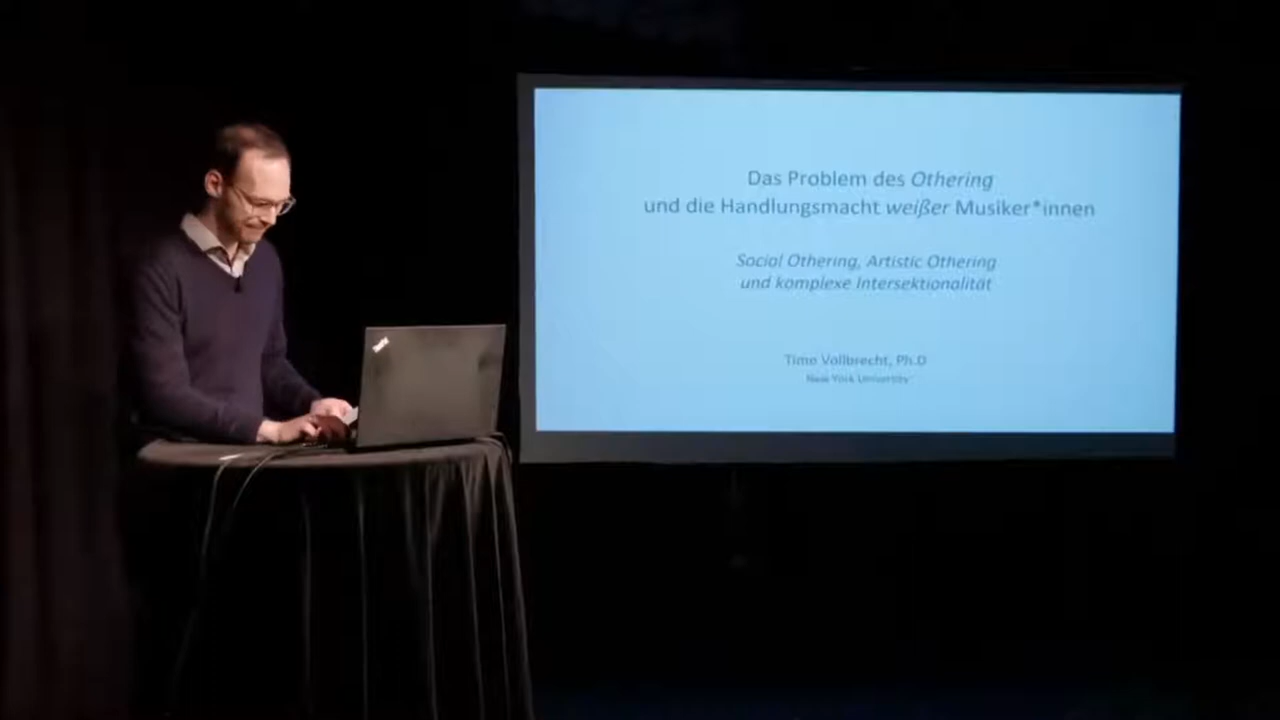 Das Problem des Othering
und die Handlungsmacht weißer Musiker*innen
Social Othering, Artistic Othering
und komplexe Intersektionalität
Timo Vollbrecht, Ph.D
New York University